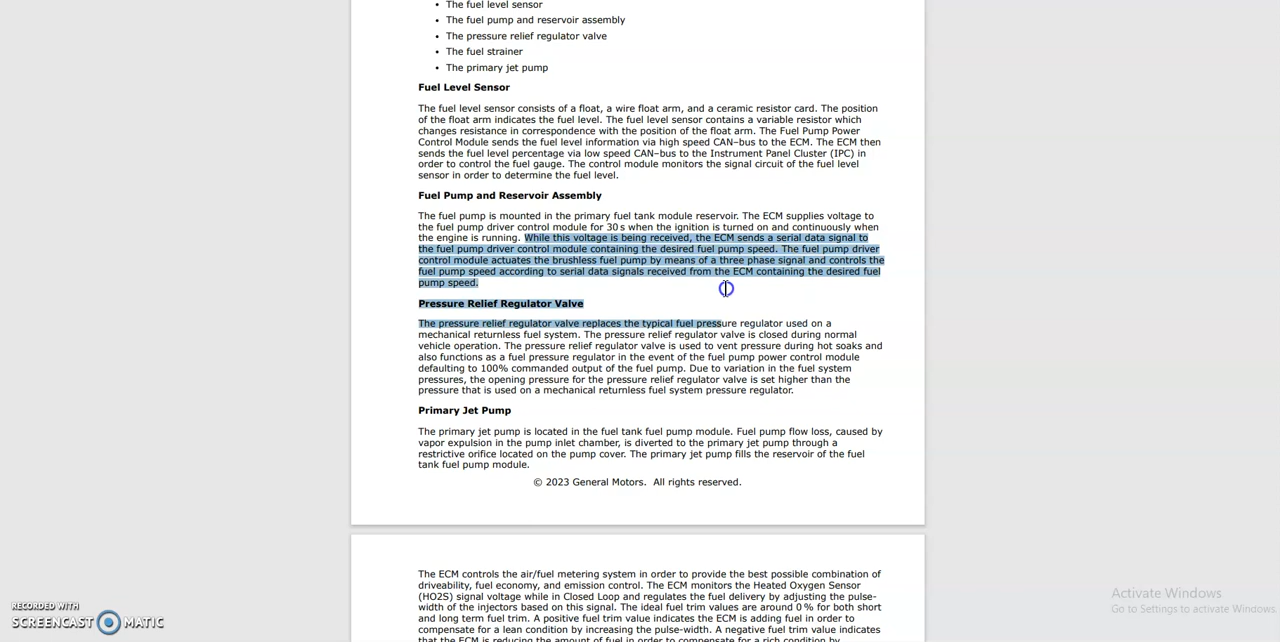 • The fuel level sensor
• The fuel pump and reservoir assembly
• The pressure relief regulator valve
• The fuel strainer
• The primary jet pump
Fuel Level Sensor
The fuel level sensor consists of a float, a wire float arm, and a ceramic resistor card. The position
of the float arm indicates the fuel level. The fuel level sensor contains a variable resistor which
changes resistance in correspondence with the position of the float arm. The Fuel Pump Power
Control Module sends the fuel level information via high speed CAN–bus to the ECM. The ECM then
sends the fuel level percentage via low speed CAN–bus to the Instrument Panel Cluster (IPC) in
order to control the fuel gauge. The control module monitors the signal circuit of the fuel level
sensor in order to determine the fuel level.
Fuel Pump and Reservoir Assembly
The fuel pump is mounted in the primary fuel tank module reservoir. The ECM supplies voltage to
the fuel pump driver control module for 30 s when the ignition is turned on and continuously when
the engine is running. While this voltage is being received, the ECM sends a serial data signal to
the fuel pump driver control module containing the desired fuel pump speed. The fuel pump driver
control module actuates the brushless fuel pump by means of a three phase signal and controls the
fuel pump speed according to serial data signals received from the ECM containing the desired fuel
pump speed.
Pressure Relief Regulator Valve
The pressure relief regulator valve replaces the typical fuel pressure regulator used on a
mechanical returnless fuel system. The pressure relief regulator valve is closed during normal
vehicle operation. The pressure relief regulator valve is used to vent pressure during hot soaks and
also functions as a fuel pressure regulator in the event of the fuel pump power control module
defaulting to 100% commanded output of the fuel pump. Due to variation in the fuel system
pressures, the opening pressure for the pressure relief regulator valve is set higher than the
pressure that is used on a mechanical returnless fuel system pressure regulator.
Primary Jet Pump
The primary jet pump is located in the fuel tank fuel pump module. Fuel pump flow loss, caused by
vapor expulsion in the pump inlet chamber, is diverted to the primary jet pump through a
restrictive orifice located on the pump cover. The primary jet pump fills the reservoir of the fuel
tank fuel pump module.
© 2023 General Motors. All rights reserved.
The ECM controls the air/fuel metering system in order to provide the best possible combination of
driveability, fuel economy, and emission control. The ECM monitors the Heated Oxygen Sensor
(HO2S) signal voltage while in Closed Loop and regulates the fuel delivery by adjusting the pulse-
width of the injectors based on this signal. The ideal fuel trim values are around 0 % for both short
and long term fuel trim. A positive fuel trim value indicates the ECM is adding fuel in order to
compensate for a lean condition by increasing the pulse-width. A negative fuel trim value indicates
that the ECM is reducing the amount of fuel in order to compensate for a rich condition by
Activate Windows
Go to Settings to activate Windows.
RECORDED WITH
SCREENCAST MATIC